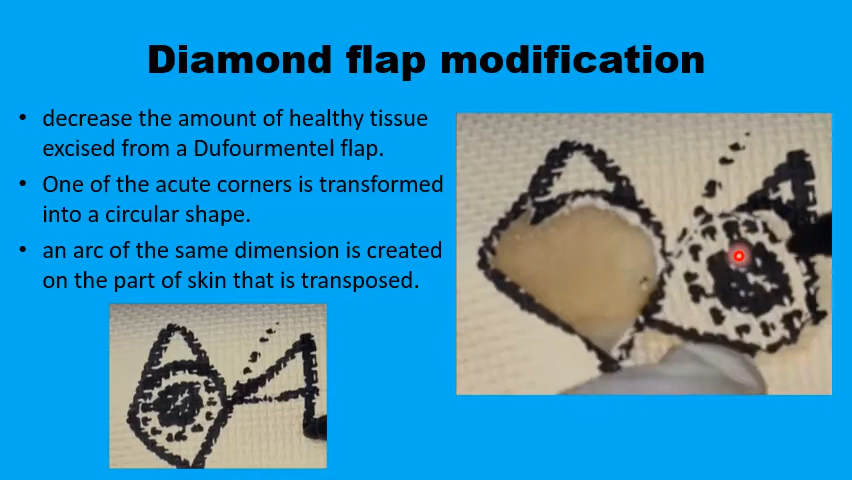 Diamond flap modification
• decrease the amount of healthy tissue
excised from a Dufourmentel flap.
• One of the acute corners is transformed
into a circular shape.
• an arc of the same dimension is created
on the part of skin that is transposed.